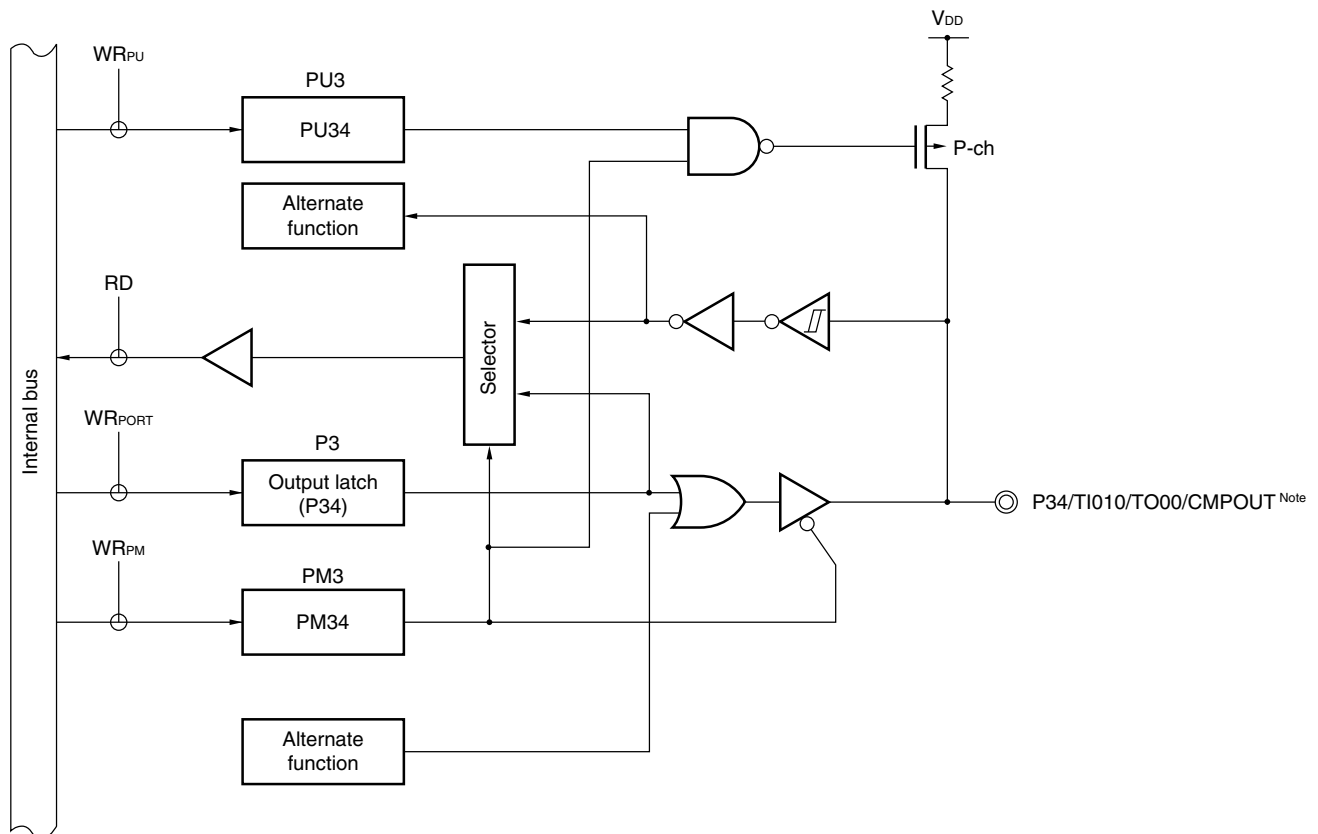 VDD
WRPU
PU3
PU34
P-ch
Alternate
function
RD
Selector
Internal bus
WRPORT
P3
Output latch
(P34)
P34/TI010/TO00/CMPOUT Note
WRPM
PM3
PM34
Alternate
function